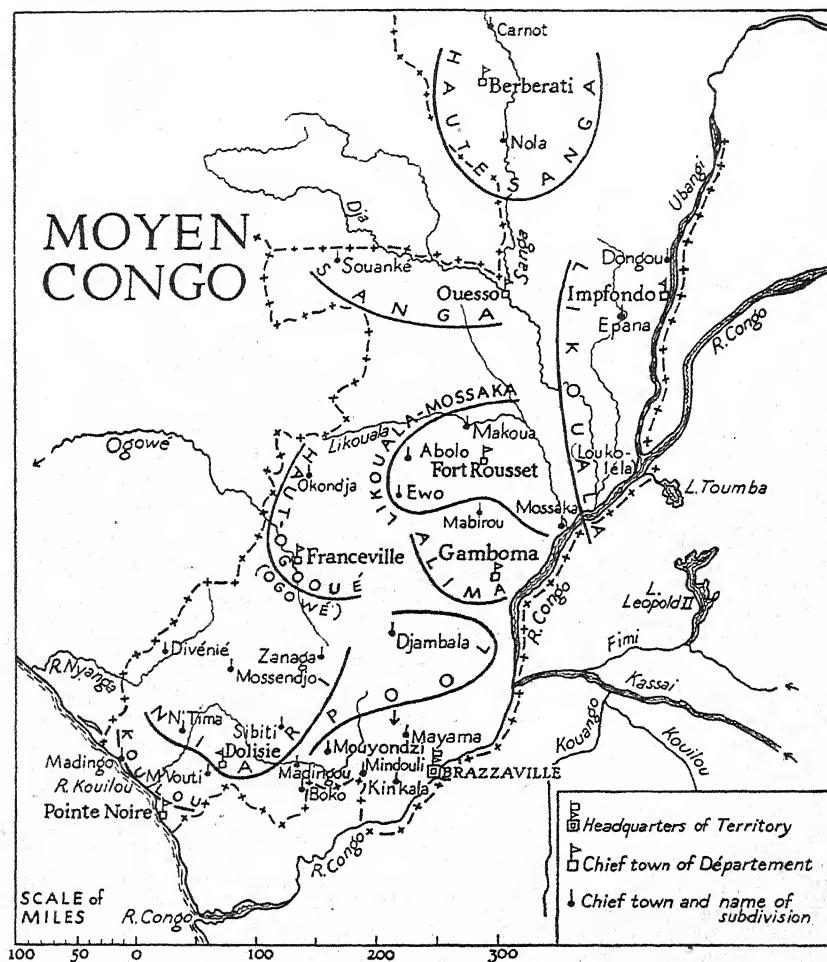 Carnot
HAUTE SANGA
Berberati
Nola
Ubangi
MOYEN
CONGO
Dja
Sanga
Souanké
SANGA
Ouesso
Dongou
Impfondo
Epana
R. Congo
LIKOUALA
Ogowé
Likouala
LIKOUALA-MOSSAKA
Makoua
Abolo
Fort Rousset
(Louko-
léla)
Okondja
Ewo
Mabirou
Mossaka
L. Toumba
HAUT-OGOOUÉ
(OGOWÉ)
Franceville
ALIMA
Gamboma
R. Congo
L.
Leopold II
Fimi
Djambala
Divénié
Zanaga
Mossendjo
R. Nyanga
Kassai
POOL
N'Tima
Sibiti
Dolisie
Mayama
Mouyondzi
Kouango
Kouilou
Madingo
KOUILOU
M'Vouti
Madingou
Mindouli
BRAZZAVILLE
R. Kouilou
Boko
Kinkala
Pointe Noire
R. Congo
Headquarters of Territory
Chief town of Département
Chief town and name of
subdivision
SCALE of
MILES
R. Congo
100 50 0 100 200 300